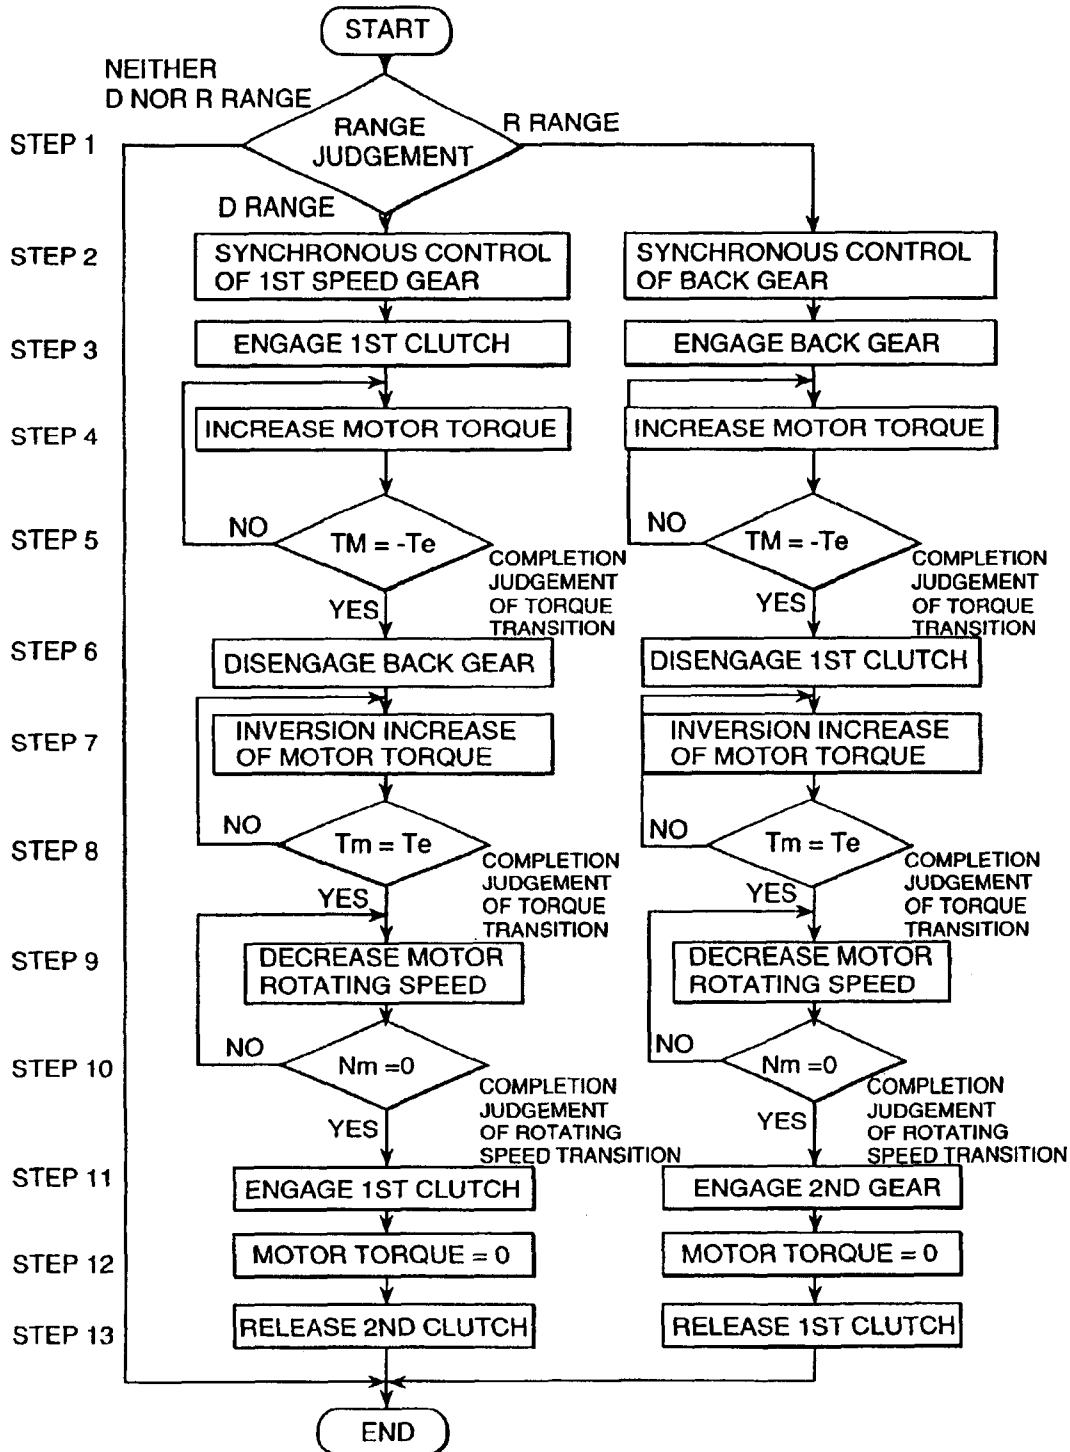 START
NEITHER
D NOR R RANGE
STEP 1
RANGE
JUDGEMENT
R RANGE
D RANGE
STEP 2
SYNCHRONOUS CONTROL
OF 1ST SPEED GEAR
SYNCHRONOUS CONTROL
OF BACK GEAR
STEP 3
ENGAGE 1ST CLUTCH
ENGAGE BACK GEAR
STEP 4
INCREASE MOTOR TORQUE
INCREASE MOTOR TORQUE
STEP 5
NO
TM = -Te
COMPLETION
JUDGEMENT
OF TORQUE
TRANSITION
YES
NO
TM = -Te
COMPLETION
JUDGEMENT
OF TORQUE
TRANSITION
YES
STEP 6
DISENGAGE BACK GEAR
DISENGAGE 1ST CLUTCH
STEP 7
INVERSION INCREASE
OF MOTOR TORQUE
INVERSION INCREASE
OF MOTOR TORQUE
STEP 8
NO
Tm = Te
COMPLETION
JUDGEMENT
OF TORQUE
TRANSITION
YES
NO
Tm = Te
COMPLETION
JUDGEMENT
OF TORQUE
TRANSITION
YES
STEP 9
DECREASE MOTOR
ROTATING SPEED
DECREASE MOTOR
ROTATING SPEED
STEP 10
NO
Nm =0
COMPLETION
JUDGEMENT
OF ROTATING
SPEED TRANSITION
YES
NO
Nm =0
COMPLETION
JUDGEMENT
OF ROTATING
SPEED TRANSITION
YES
STEP 11
ENGAGE 1ST CLUTCH
ENGAGE 2ND GEAR
STEP 12
MOTOR TORQUE = 0
MOTOR TORQUE = 0
STEP 13
RELEASE 2ND CLUTCH
RELEASE 1ST CLUTCH
END